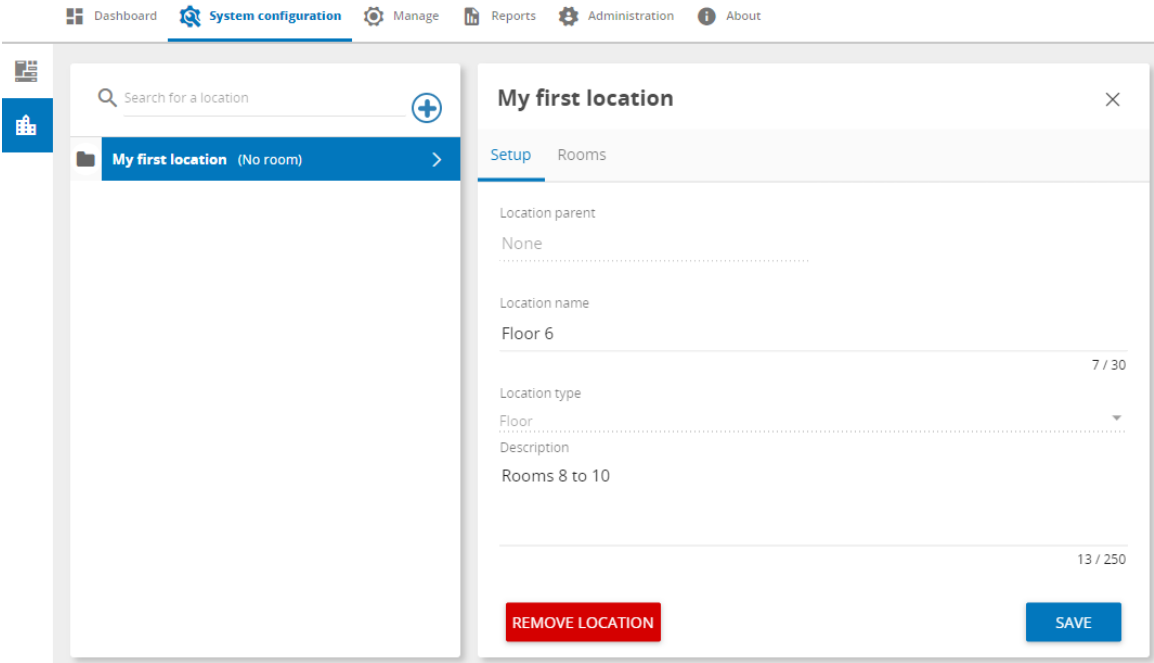 Dashboard System configuration Manage Reports Administration About
Search for a location
My first location (No room)
My first location
Setup Rooms
Location parent
None
Location name
Floor 6
7 / 30
Location type
Floor
Description
Rooms 8 to 10
13 / 250
REMOVE LOCATION SAVE